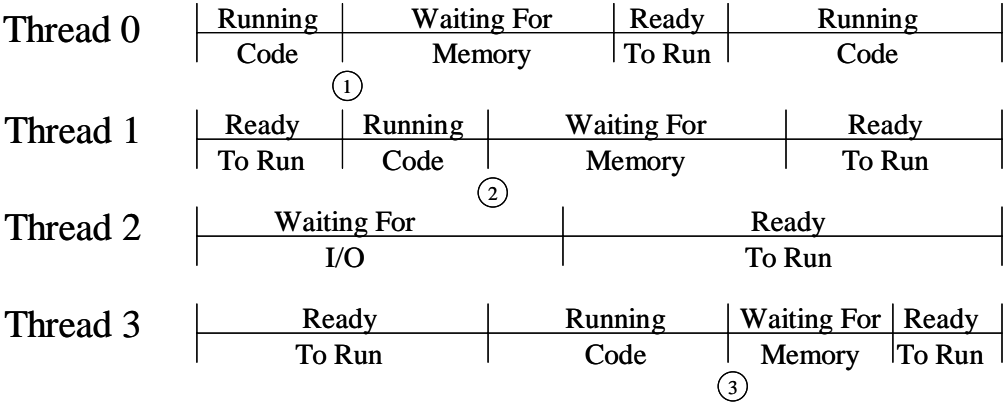 Thread 0 Running Waiting For Ready Running
Code Memory To Run Code
1
Thread 1 Ready Running Waiting For Ready
To Run Code Memory To Run
2
Thread 2 Waiting For Ready
I/O To Run
Thread 3 Ready Running Waiting For Ready
To Run Code Memory To Run
3